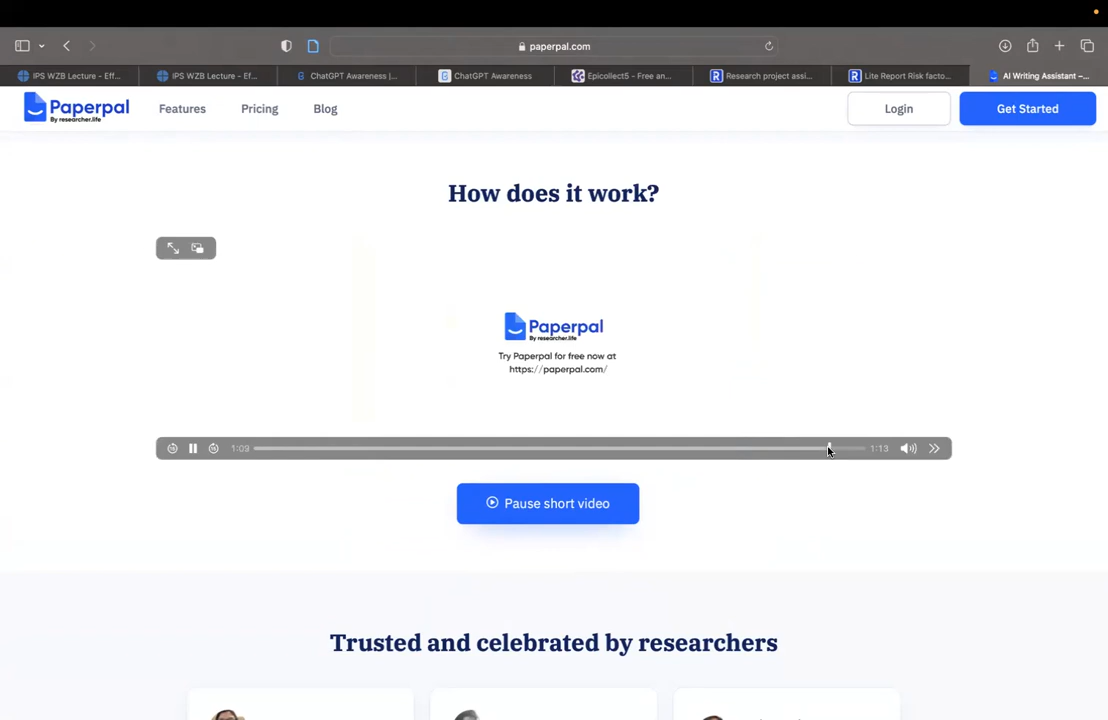 paperpal.com
IPS WZB Lecture - Eff...
IPS WZB Lecture - Ef...
ChatGPT Awareness |...
ChatGPT Awareness
Epicollect5 - Free an...
Research project assi...
Lite Report Risk facto...
AI Writing Assistant –...
Paperpal
By researcher.life
Features
Pricing
Blog
Login
Get Started
How does it work?
Paperpal
By researcher.life
Try Paperpal for free now at
https://paperpal.com/
1:09
1:13
Pause short video
Trusted and celebrated by researchers